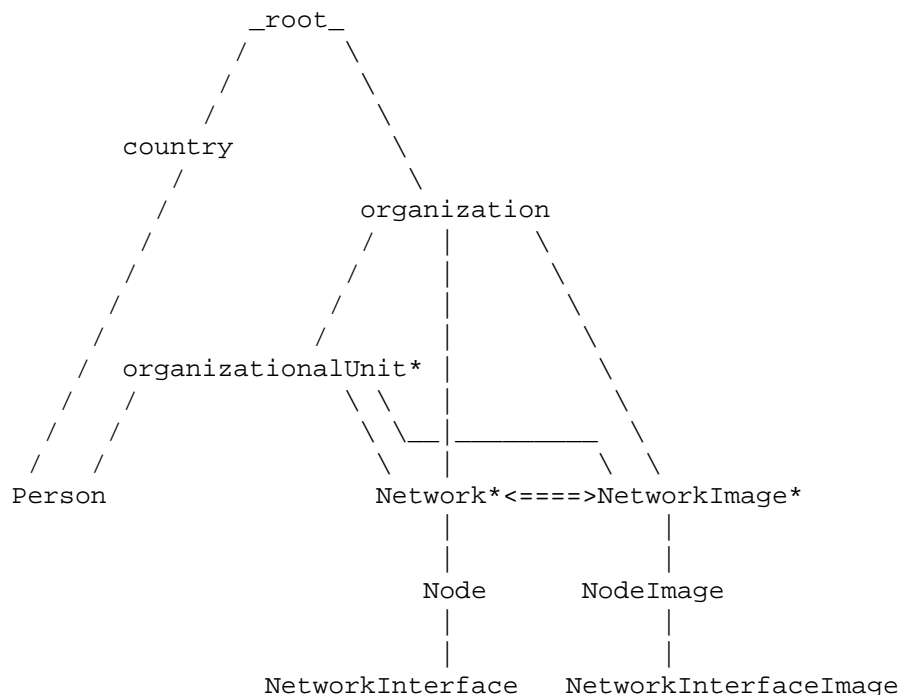 _root_
country
organization
organizationalUnit*
Person Network*<====>NetworkImage*
Node NodeImage
NetworkInterface NetworkInterfaceImage